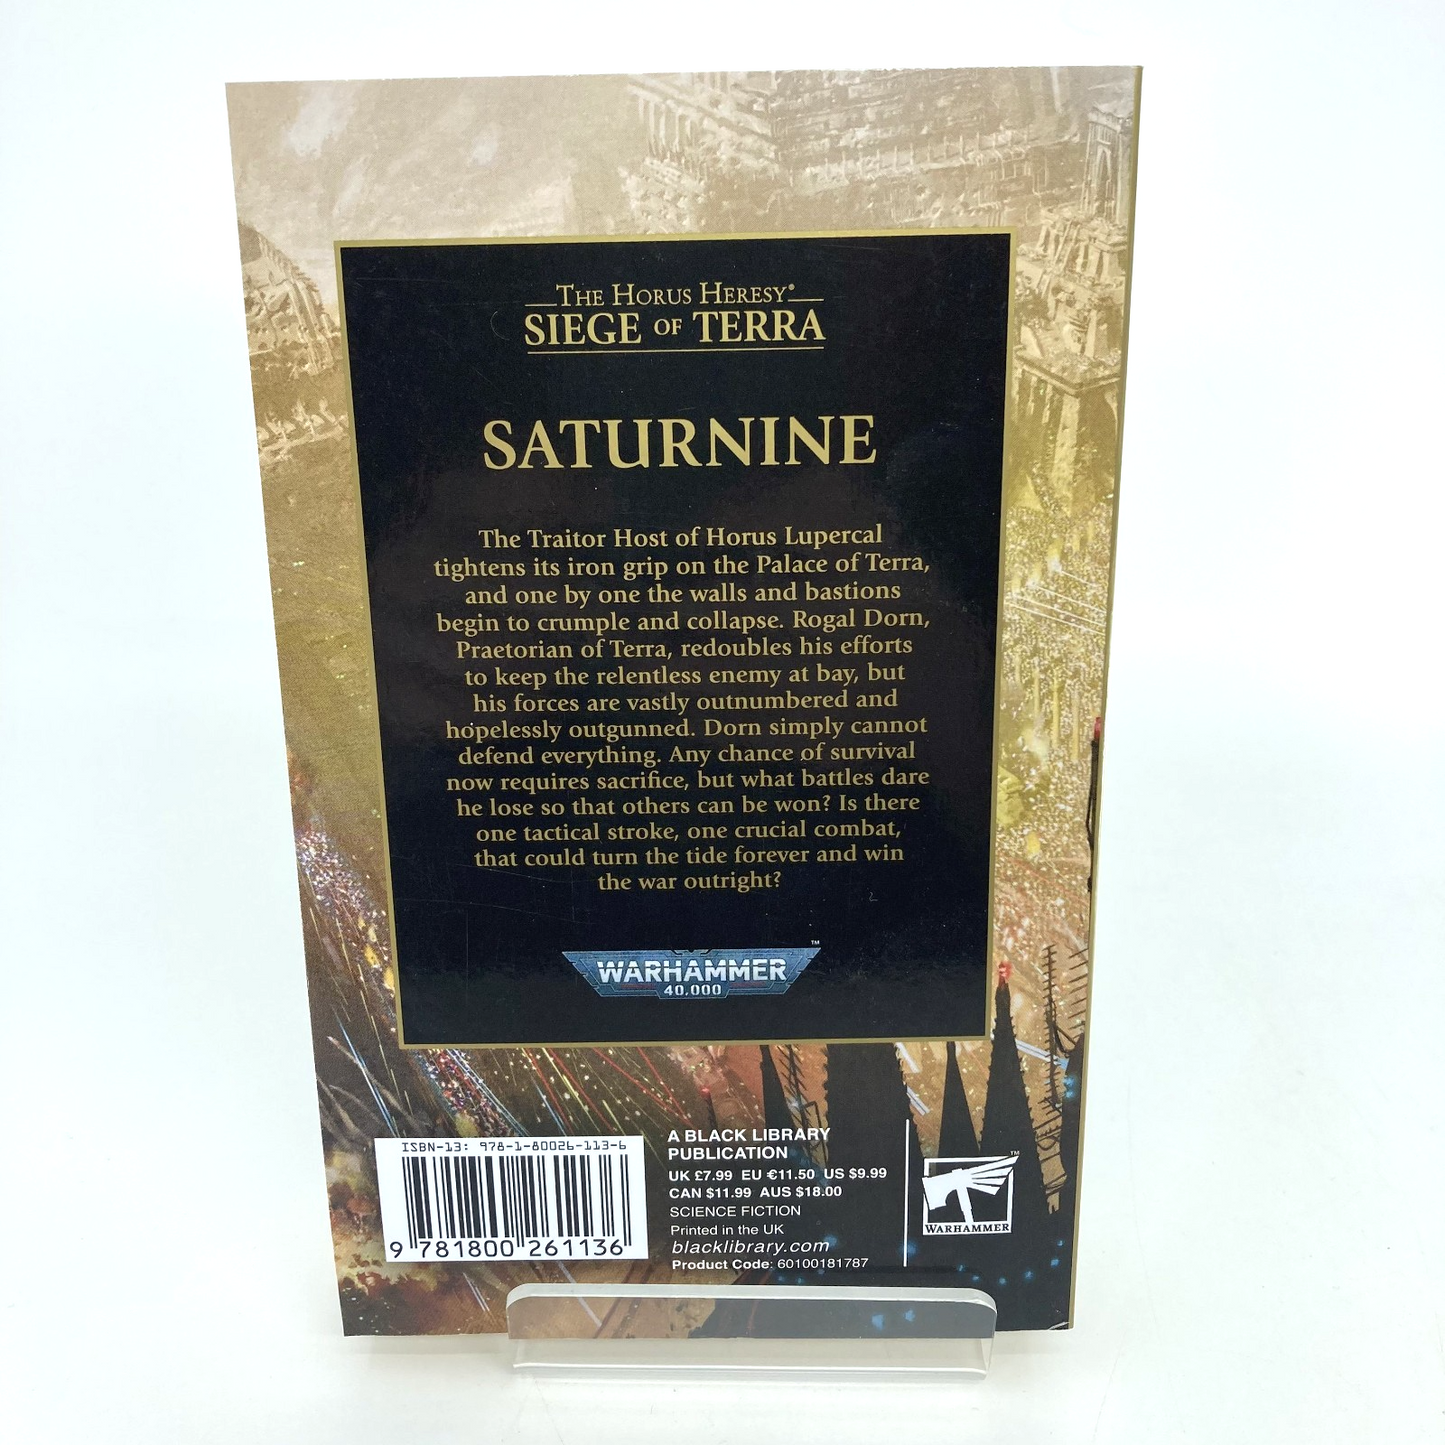 THE HORUS HERESY®
SIEGE OF TERRA
SATURNINE
The Traitor Host of Horus Lupercal
tightens its iron grip on the Palace of Terra,
and one by one the walls and bastions
begin to crumple and collapse. Rogal Dorn,
Praetorian of Terra, redoubles his efforts
to keep the relentless enemy at bay, but
his forces are vastly outnumbered and
hopelessly outgunned. Dorn simply cannot
defend everything. Any chance of survival
now requires sacrifice, but what battles dare
he lose so that others can be won? Is there
one tactical stroke, one crucial combat,
that could turn the tide forever and win
the war outright?
WARHAMMER™
40,000
ISBN-13: 978-1-80026-113-6
9 781800 261136
A BLACK LIBRARY
PUBLICATION
UK £7.99 EU €11.50 US $9.99
CAN $11.99 AUS $18.00
SCIENCE FICTION
Printed in the UK
blacklibrary.com
Product Code: 60100181787
WARHAMMER™